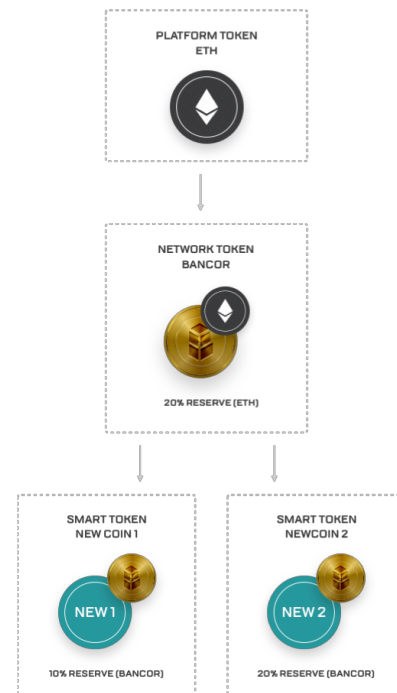 PLATFORM TOKEN
ETH
NETWORK TOKEN
BANCOR
20% RESERVE (ETH)
SMART TOKEN
NEW COIN 1
NEW 1
10% RESERVE (BANCOR)
SMART TOKEN
NEWCOIN 2
NEW 2
20% RESERVE (BANCOR)